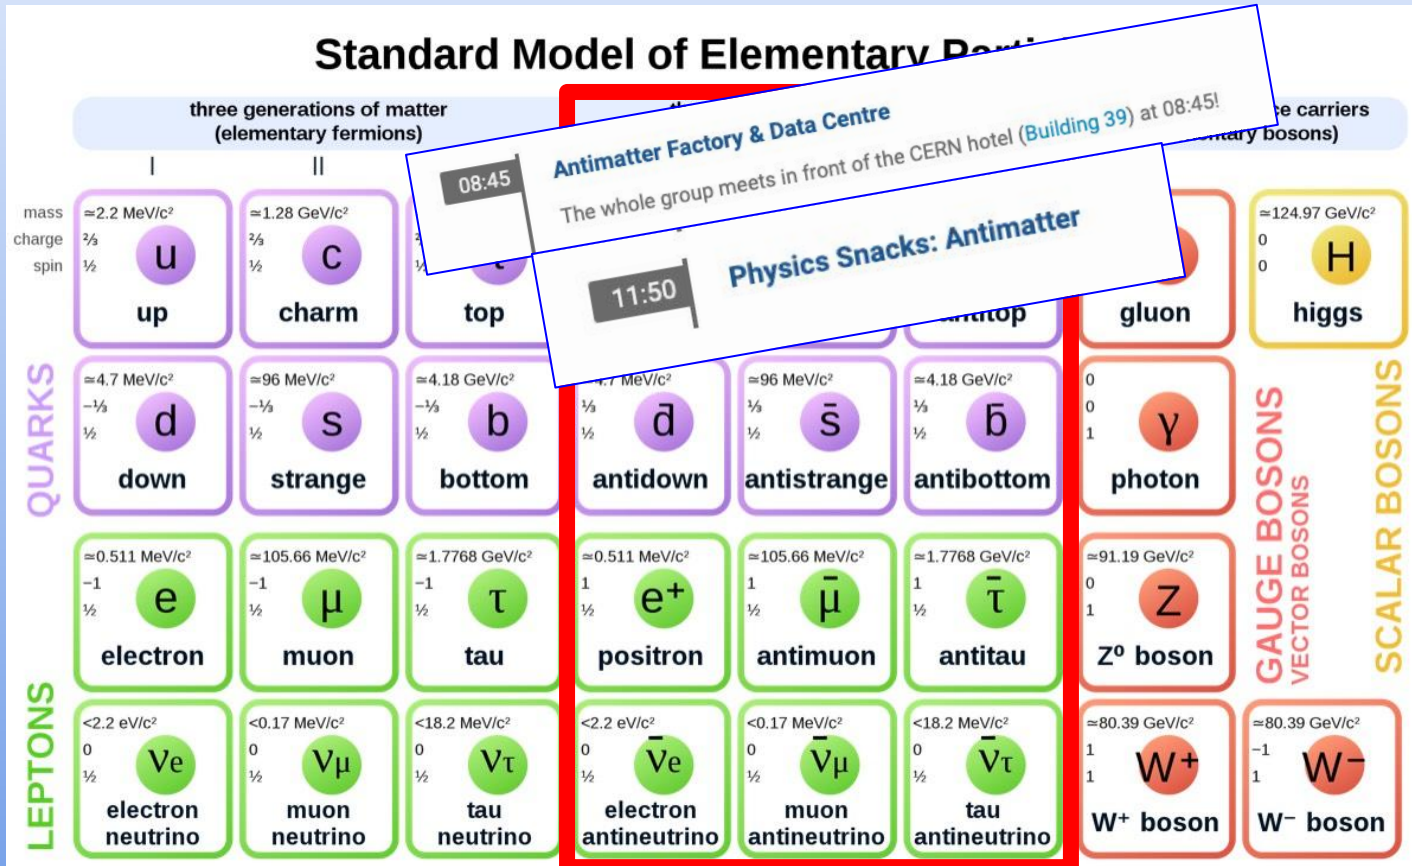 Standard Model of Elementary
three generations of matter
(elementary fermions)
ce carriers
ntary bosons)
I II
08:45 Antimatter Factory & Data Centre
The whole group meets in front of the CERN hotel (Building 39) at 08:45!
11:50 Physics Snacks: Antimatter
mass
charge
spin
≃2.2 MeV/c²
⅔
½
u
up
≃1.28 GeV/c²
⅔
½
c
charm
top
antitop
gluon
≃124.97 GeV/c²
0
0
H
higgs
QUARKS
≃4.7 MeV/c²
−⅓
½
d
down
≃96 MeV/c²
−⅓
½
s
strange
≃4.18 GeV/c²
−⅓
½
b
bottom
MeV/c²
⅓
½
d̄
antidown
≃96 MeV/c²
⅓
½
s̄
antistrange
≃4.18 GeV/c²
⅓
½
b̄
antibottom
0
0
1
γ
photon
LEPTONS
≃0.511 MeV/c²
−1
½
e
electron
≃105.66 MeV/c²
−1
½
μ
muon
≃1.7768 GeV/c²
−1
½
τ
tau
≃0.511 MeV/c²
1
½
e⁺
positron
≃105.66 MeV/c²
1
½
μ̄
antimuon
≃1.7768 GeV/c²
1
½
τ̄
antitau
≃91.19 GeV/c²
0
1
Z
Z⁰ boson
<2.2 eV/c²
0
½
νe
electron
neutrino
<0.17 MeV/c²
0
½
νμ
muon
neutrino
<18.2 MeV/c²
0
½
ντ
tau
neutrino
<2.2 eV/c²
0
½
ν̄e
electron
antineutrino
<0.17 MeV/c²
0
½
ν̄μ
muon
antineutrino
<18.2 MeV/c²
0
½
ν̄τ
tau
antineutrino
≃80.39 GeV/c²
1
1
W⁺
W⁺ boson
≃80.39 GeV/c²
−1
1
W⁻
W⁻ boson
GAUGE BOSONS
VECTOR BOSONS
SCALAR BOSONS